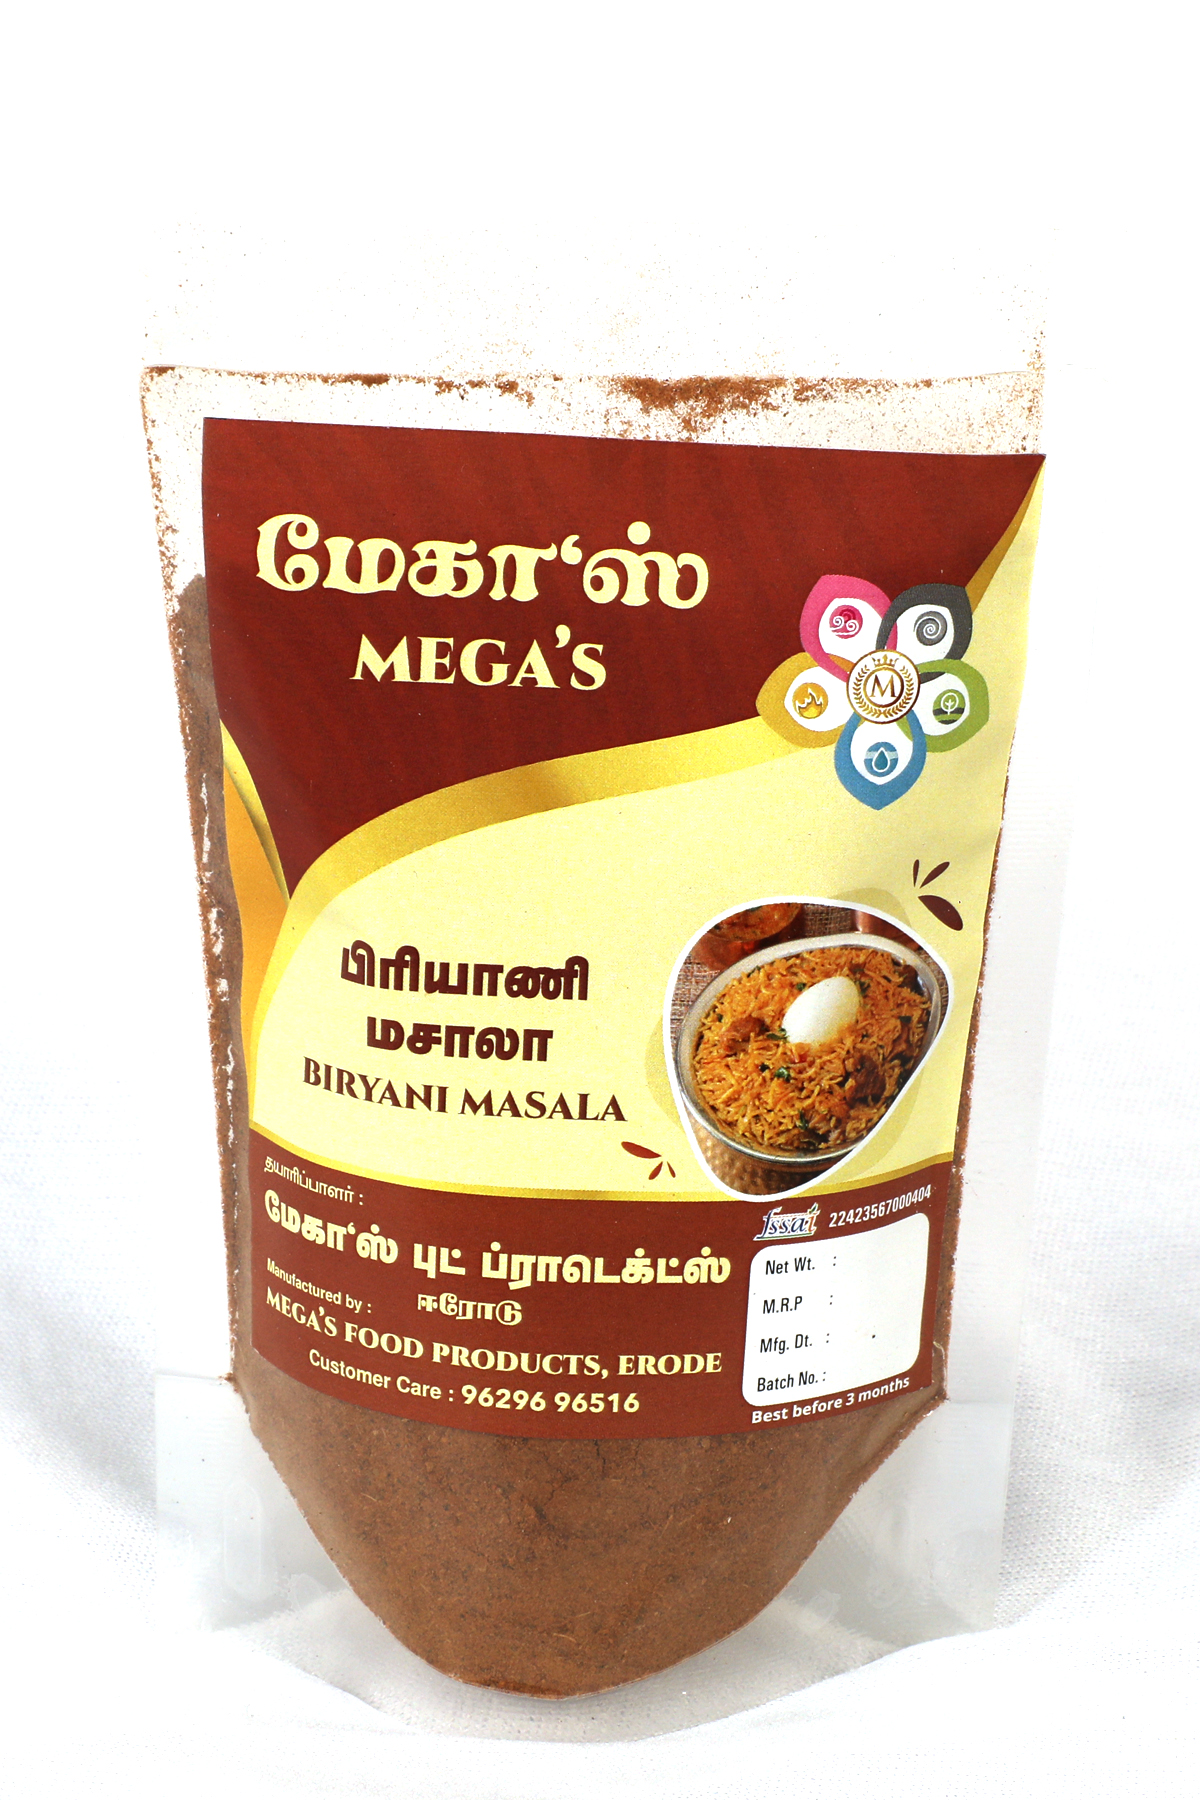 மேகா‘ஸ்
MEGA’S
M
பிரியாணி
மசாலா
BIRYANI MASALA
தயாரிப்பாளர் :
மேகா‘ஸ் புட் ப்ராடெக்ட்ஸ்
ஈரோடு
Manufactured by :
MEGA’S FOOD PRODUCTS, ERODE
Customer Care : 96296 96516
fssai 22423567000404
Net Wt. :
M.R.P :
Mfg. Dt. :
Batch No. :
Best before 3 months